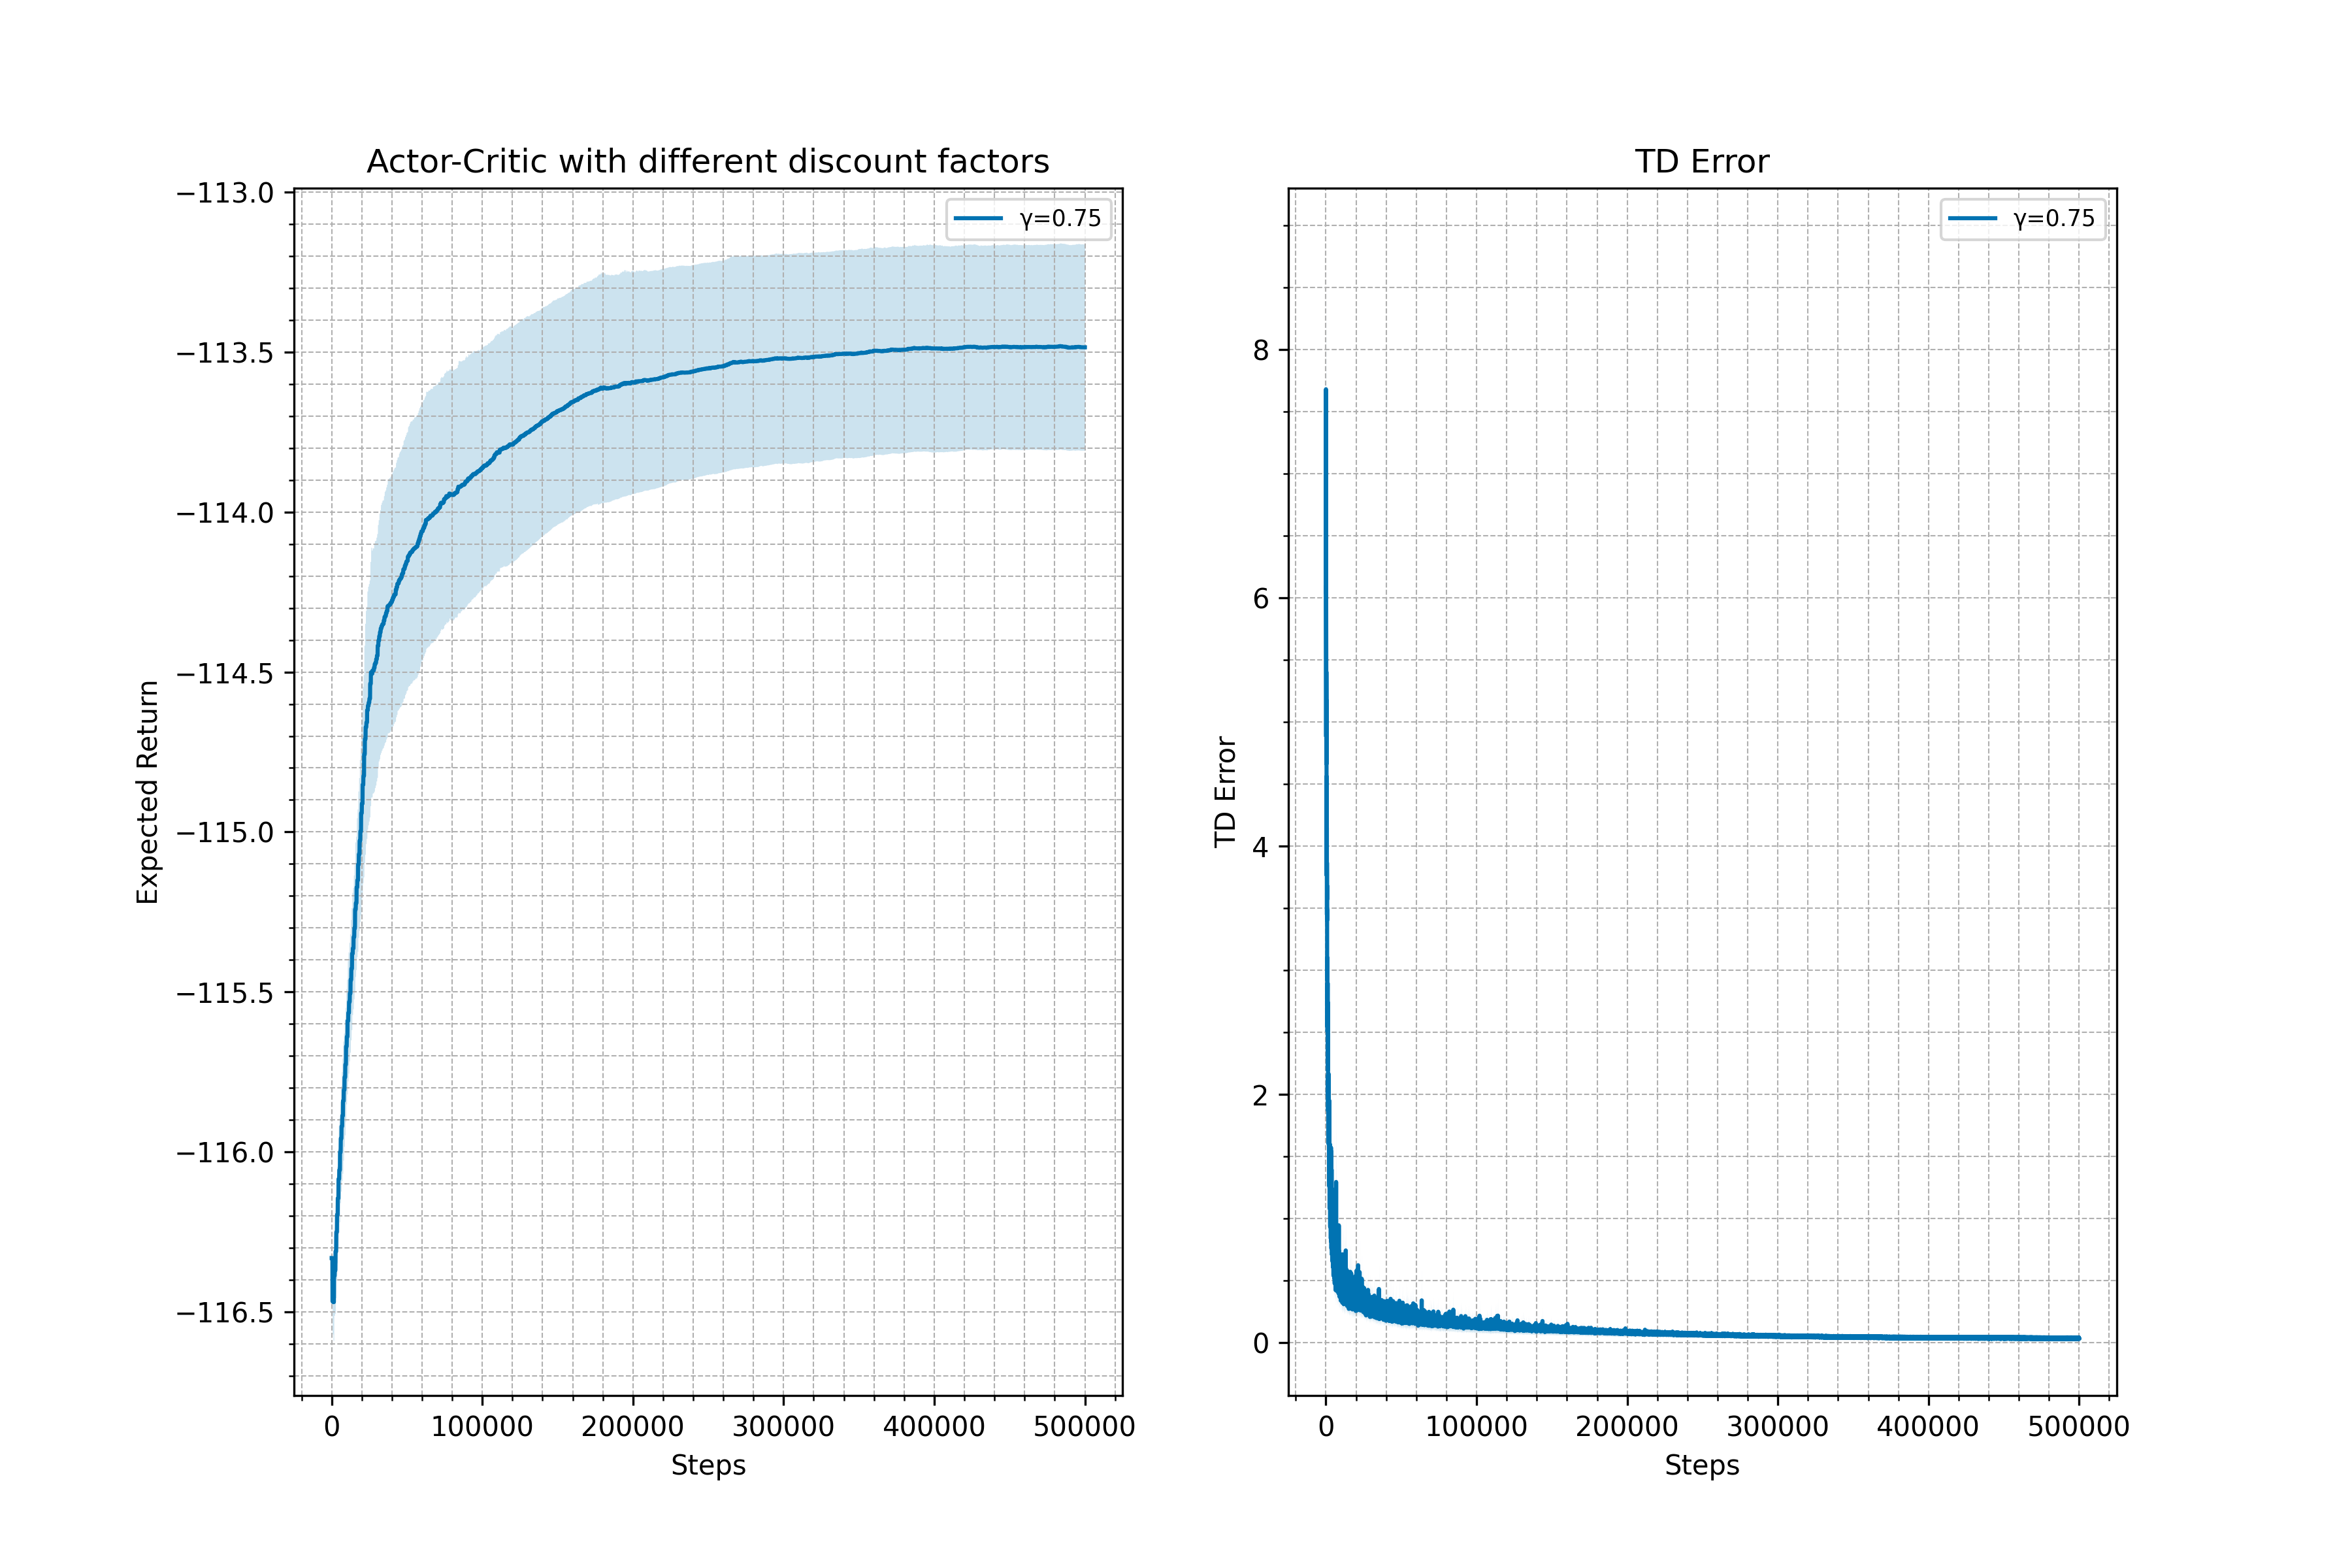 Actor-Critic with different discount factors
γ=0.75
Expected Return
−113.0
−113.5
−114.0
−114.5
−115.0
−115.5
−116.0
−116.5
0 100000 200000 300000 400000 500000
Steps
TD Error
γ=0.75
TD Error
8
6
4
2
0
0 100000 200000 300000 400000 500000
Steps